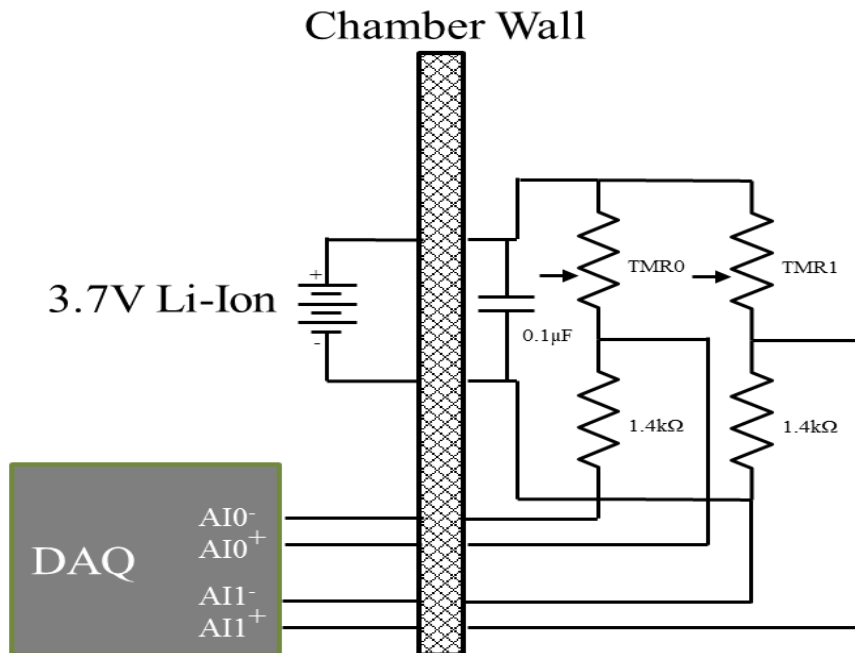 Chamber Wall
+
3.7V Li-Ion
-
0.1μF
TMR0
TMR1
1.4kΩ
1.4kΩ
DAQ
AI0-
AI0+
AI1-
AI1+